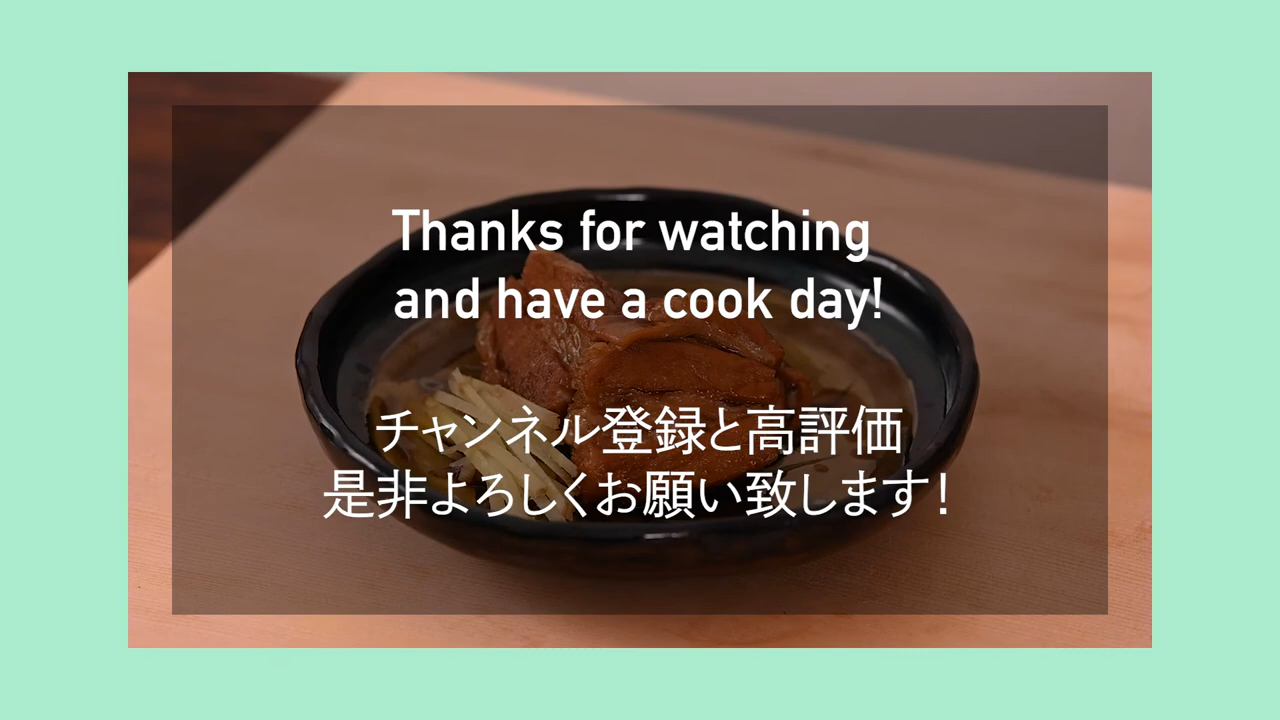 Thanks for watching
and have a cook day!
チャンネル登録と高評価
是非よろしくお願い致します！